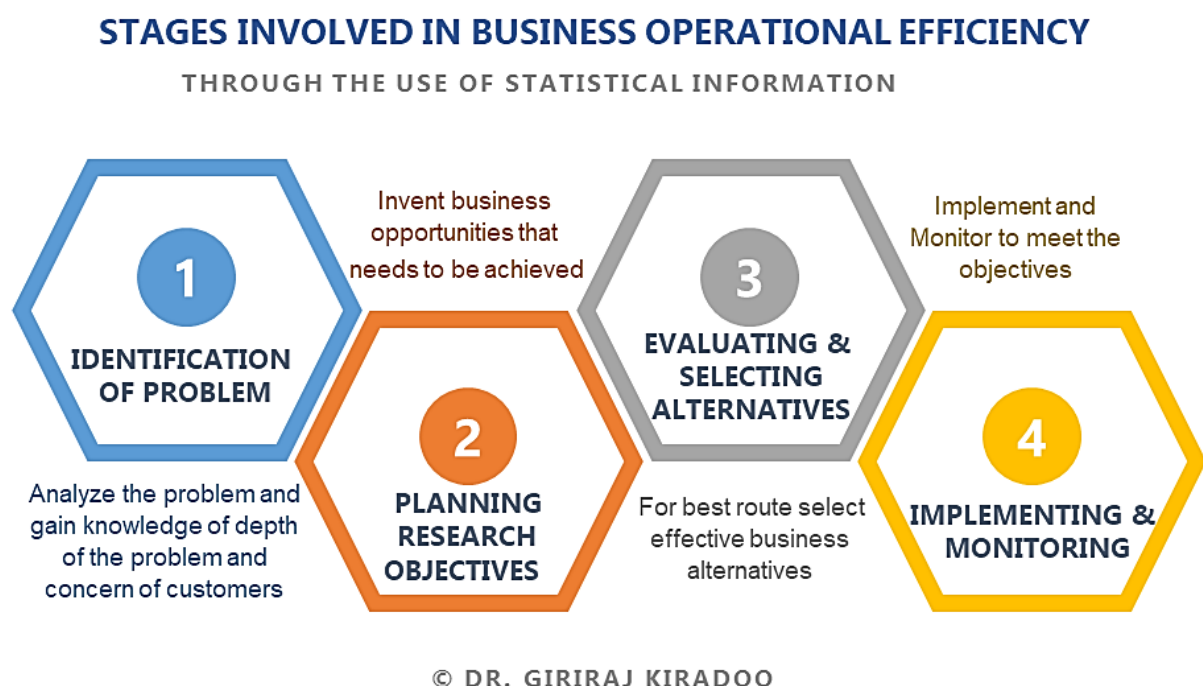 STAGES INVOLVED IN BUSINESS OPERATIONAL EFFICIENCY
THROUGH THE USE OF STATISTICAL INFORMATION
1
IDENTIFICATION
OF PROBLEM
Analyze the problem and
gain knowledge of depth
of the problem and
concern of customers
Invent business
opportunities that
needs to be achieved
2
PLANNING
RESEARCH
OBJECTIVES
3
EVALUATING &
SELECTING
ALTERNATIVES
For best route select
effective business
alternatives
Implement and
Monitor to meet the
objectives
4
IMPLEMENTING &
MONITORING
© DR. GIRIRAJ KIRADOO